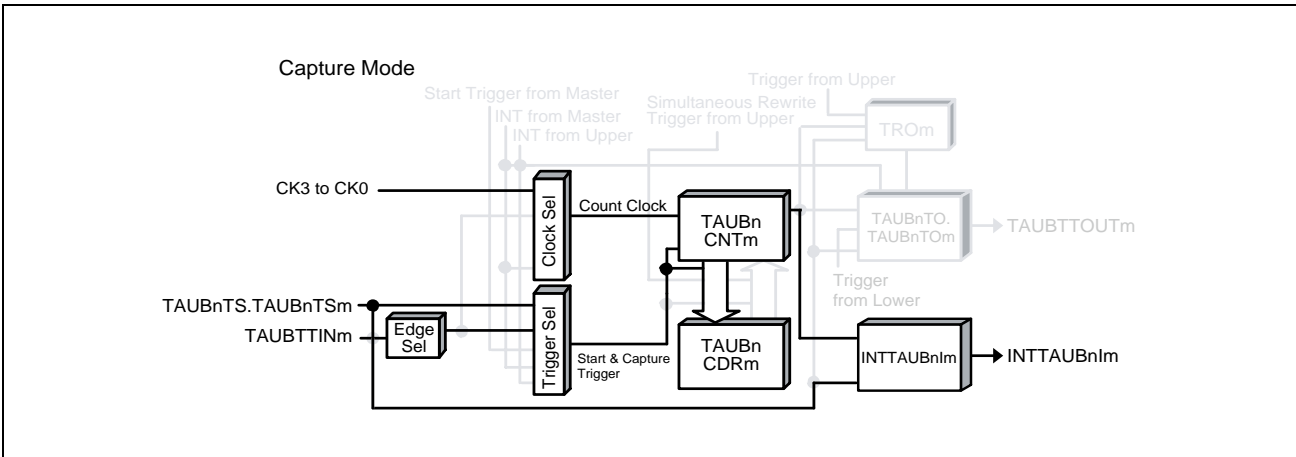 Capture Mode
Trigger from Upper
Start Trigger from Master
Simultaneous Rewrite
Trigger from Upper
INT from Master
INT from Upper
TROm
CK3 to CK0
Clock Sel
Count Clock
TAUBn
CNTm
TAUBnTO.
TAUBnTOm
TAUBTTOUTm
Trigger
from Lower
TAUBnTS.TAUBnTSm
TAUBTTINm
Edge
Sel
Trigger Sel
Start & Capture
Trigger
TAUBn
CDRm
INTTAUBnIm
INTTAUBnIm